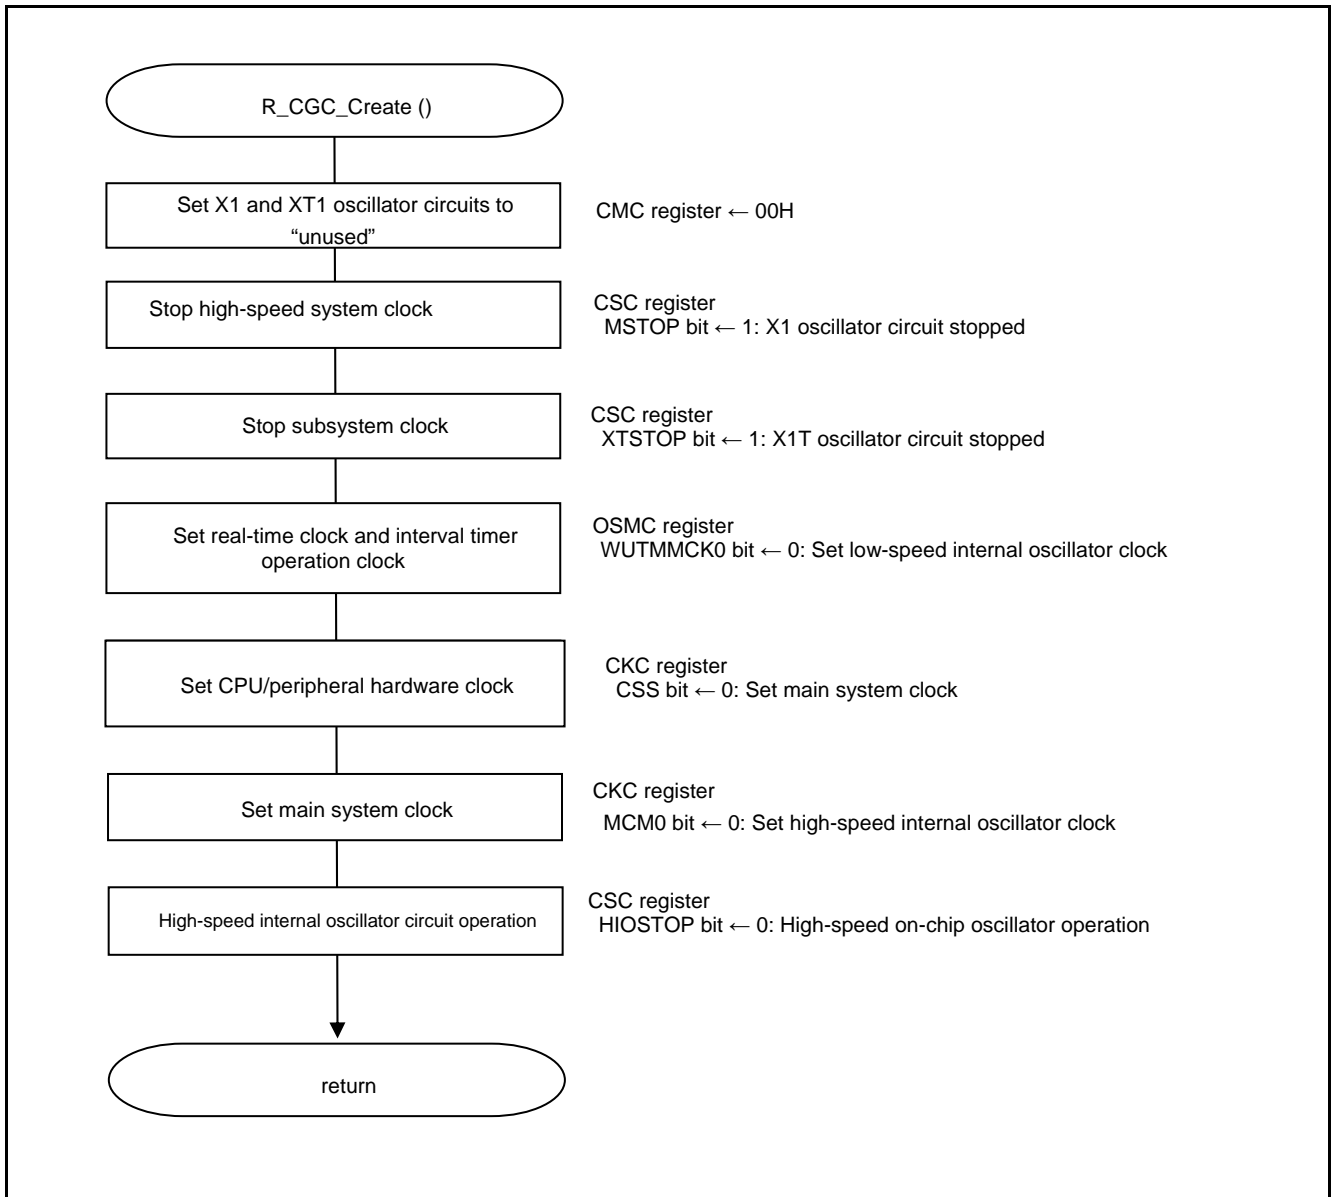 R_CGC_Create ()
Set X1 and XT1 oscillator circuits to
“unused”
CMC register ← 00H
Stop high-speed system clock
CSC register
MSTOP bit ← 1: X1 oscillator circuit stopped
Stop subsystem clock
CSC register
XTSTOP bit ← 1: X1T oscillator circuit stopped
Set real-time clock and interval timer
operation clock
OSMC register
WUTMMCK0 bit ← 0: Set low-speed internal oscillator clock
Set CPU/peripheral hardware clock
CKC register
CSS bit ← 0: Set main system clock
Set main system clock
CKC register
MCM0 bit ← 0: Set high-speed internal oscillator clock
High-speed internal oscillator circuit operation
CSC register
HIOSTOP bit ← 0: High-speed on-chip oscillator operation
return